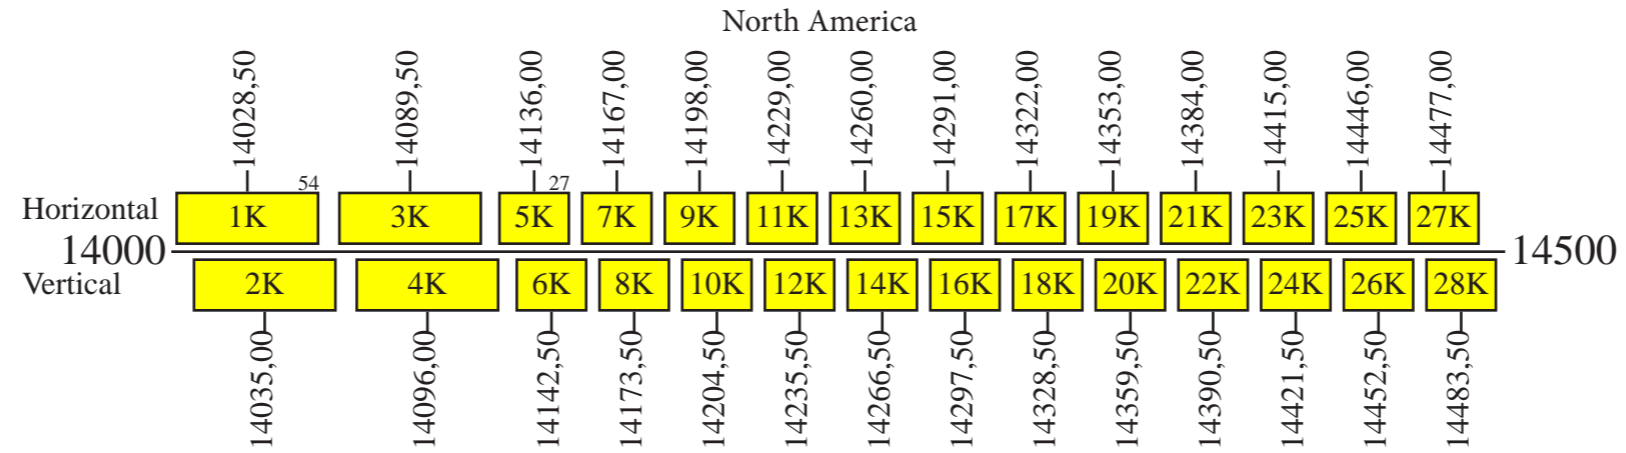 North America
14028,50 14089,50 14136,00 14167,00 14198,00 14229,00 14260,00 14291,00 14322,00 14353,00 14384,00 14415,00 14446,00 14477,00
54 27
Horizontal 1K 3K 5K 7K 9K 11K 13K 15K 17K 19K 21K 23K 25K 27K
14000 14500
Vertical 2K 4K 6K 8K 10K 12K 14K 16K 18K 20K 22K 24K 26K 28K
14035,00 14096,00 14142,50 14173,50 14204,50 14235,50 14266,50 14297,50 14328,50 14359,50 14390,50 14421,50 14452,50 14483,50